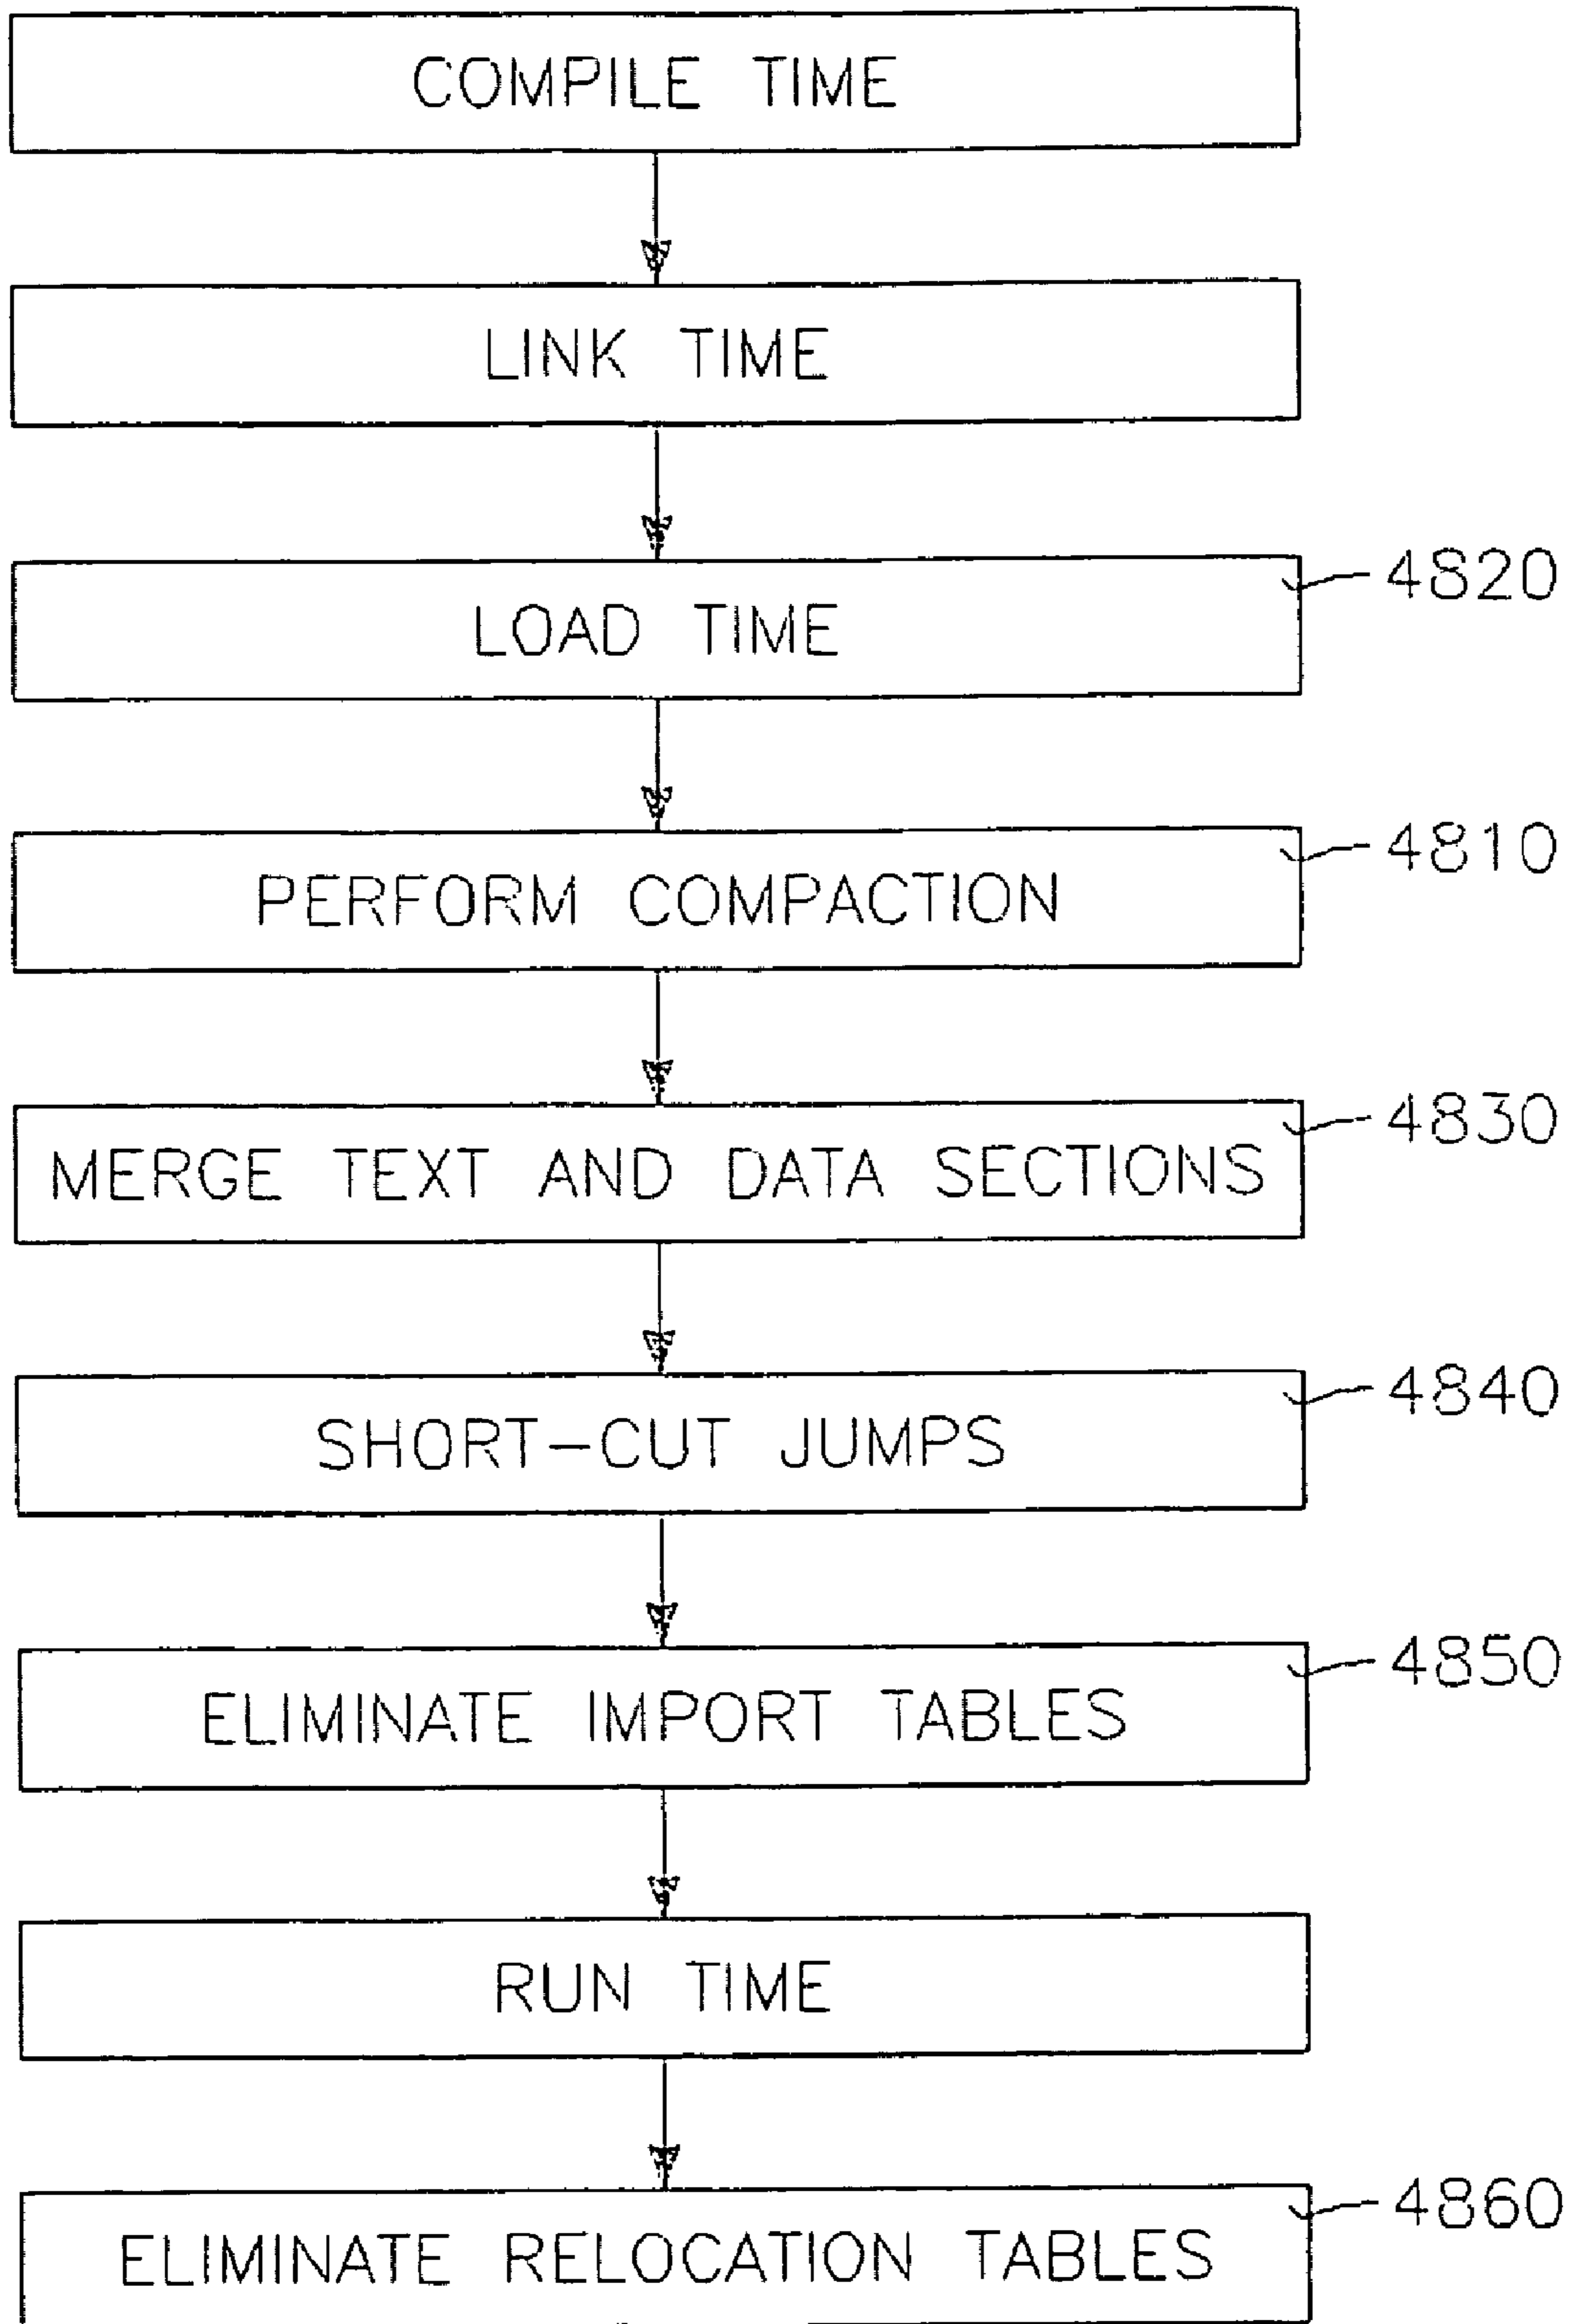 COMPILE TIME
LINK TIME
4820
LOAD TIME
4810
PERFORM COMPACTION
4830
MERGE TEXT AND DATA SECTIONS
4840
SHORT-CUT JUMPS
4850
ELIMINATE IMPORT TABLES
RUN TIME
4860
ELIMINATE RELOCATION TABLES